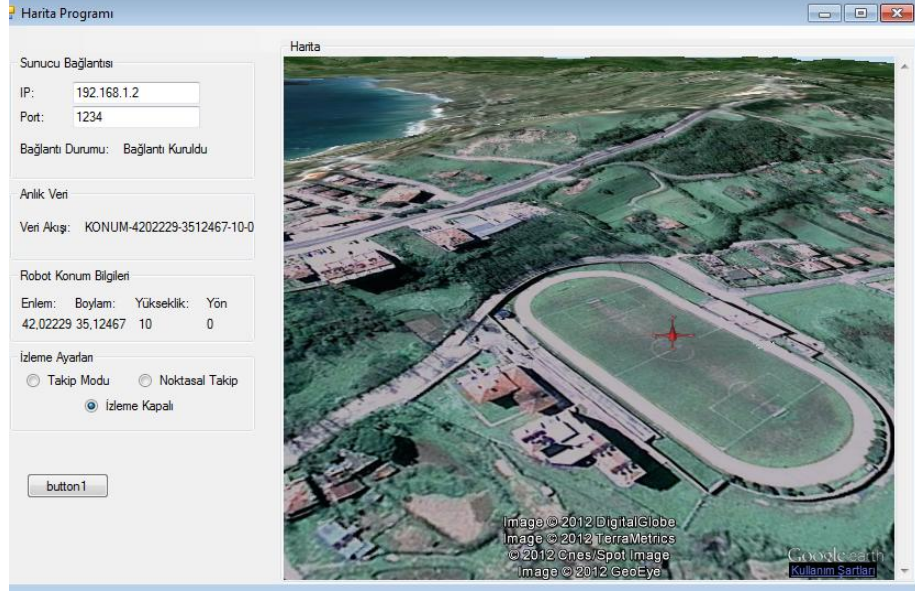 Harita Programı
Sunucu Bağlantısı
IP: 192.168.1.2
Port: 1234
Bağlantı Durumu: Bağlantı Kuruldu
Anlık Veri
Veri Akışı: KONUM-4202229-3512467-10-0
Robot Konum Bilgileri
Enlem: Boylam: Yükseklik: Yön
42,02229 35,12467 10 0
İzleme Ayarları
Takip Modu Noktasal Takip
İzleme Kapalı
button1
Harita
Image © 2012 DigitalGlobe
Image © 2012 TerraMetrics
© 2012 Cnes/Spot Image
Image © 2012 GeoEye
Google earth
Kullanım Şartları